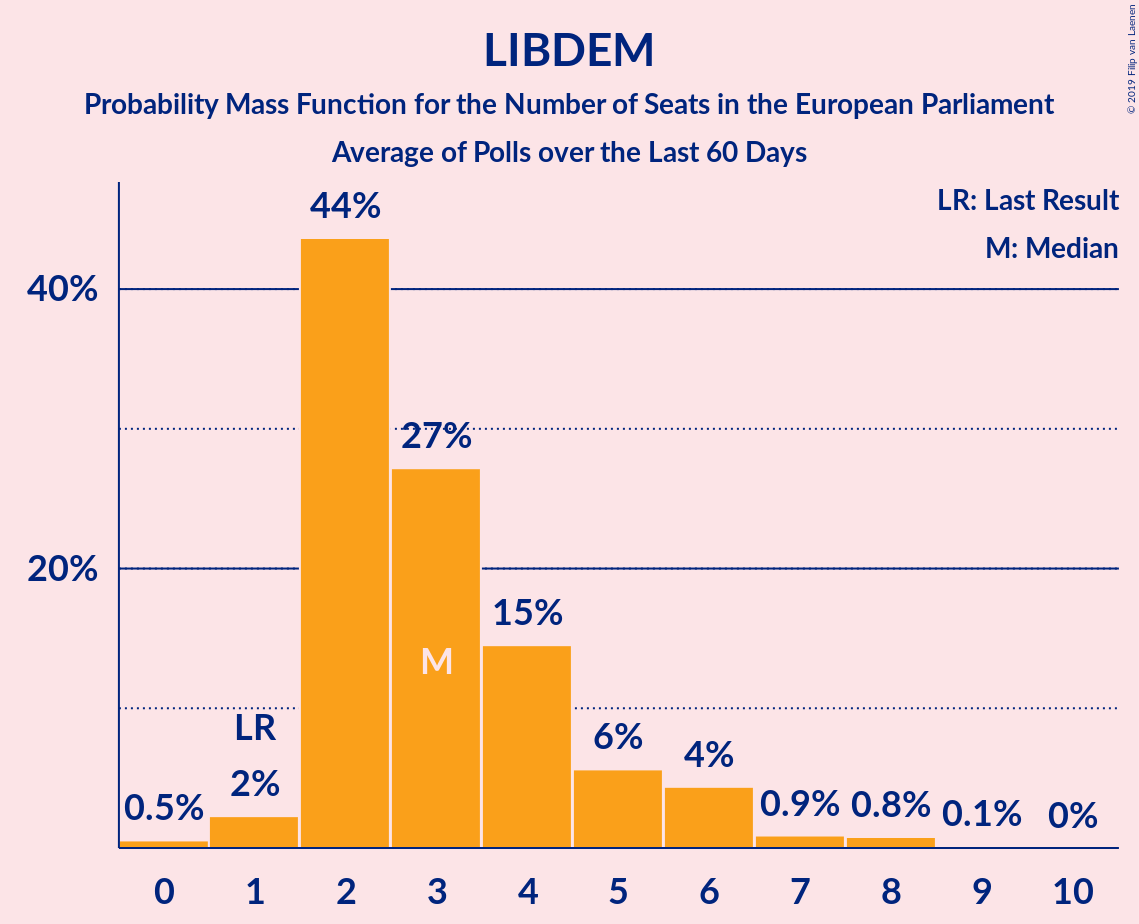 LIBDEM
Probability Mass Function for the Number of Seats in the European Parliament
Average of Polls over the Last 60 Days
© 2019 Filip van Laenen
LR: Last Result
M: Median
40%
20%
44%
27%
15%
M
LR
6%
4%
2%
0.5%
0.9%
0.8%
0.1%
0%
0 1 2 3 4 5 6 7 8 9 10